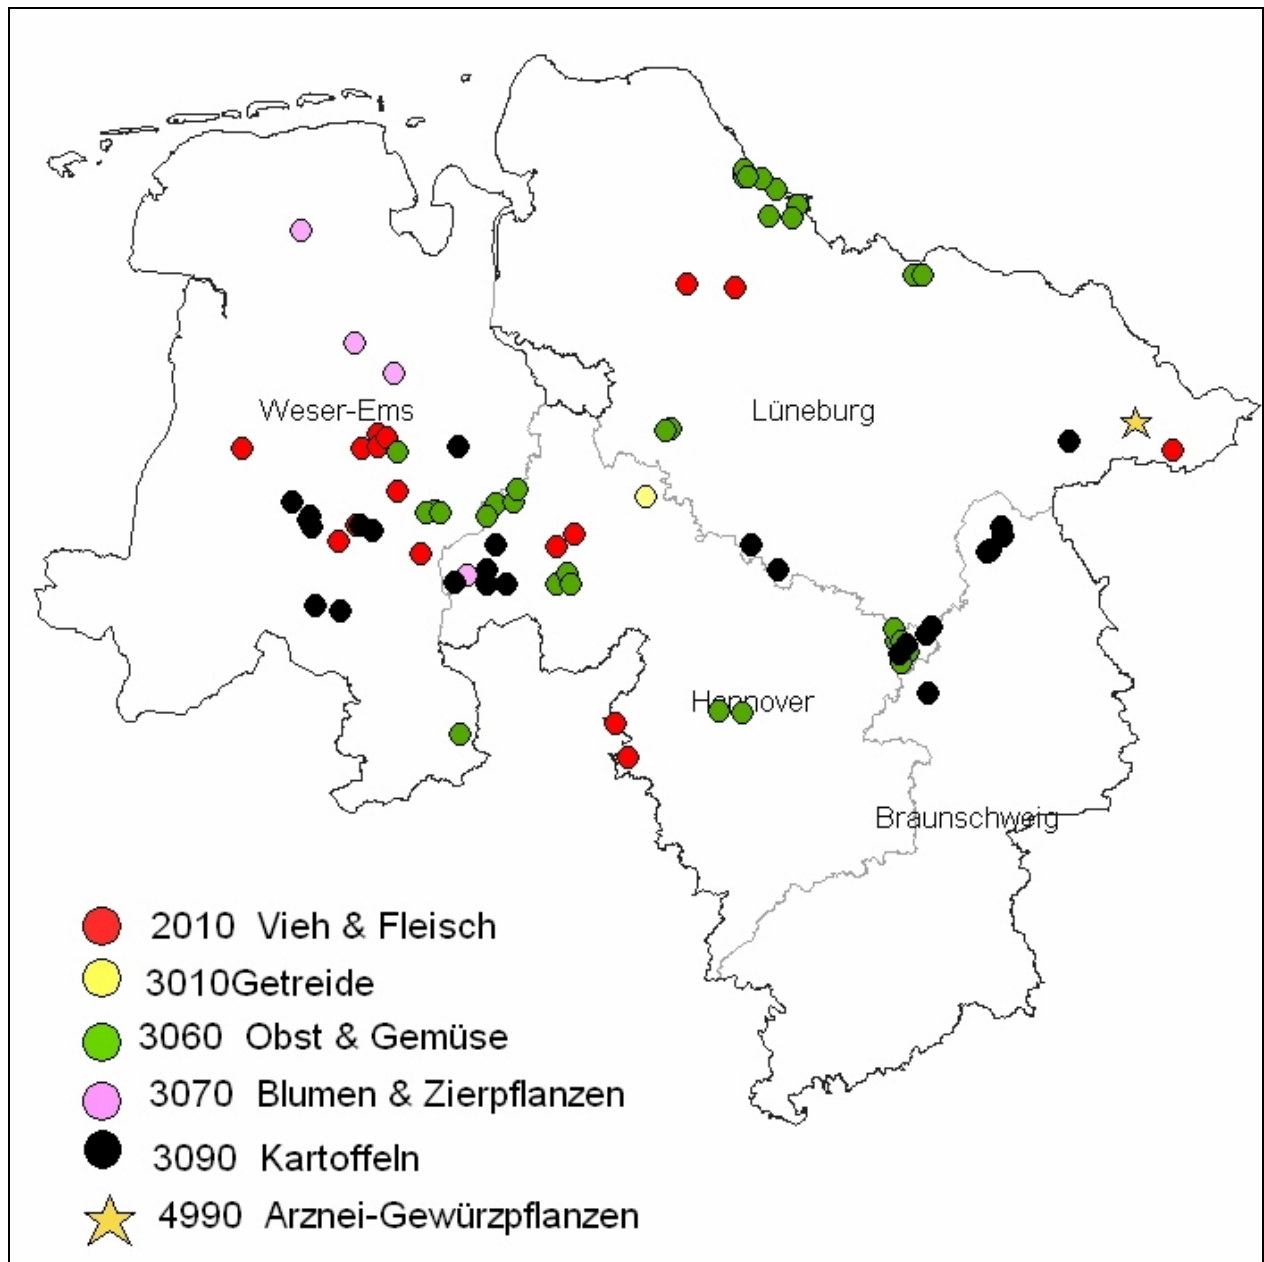 Weser-Ems
Lüneburg
Hannover
Braunschweig
2010 Vieh & Fleisch
3010Getreide
3060 Obst & Gemüse
3070 Blumen & Zierpflanzen
3090 Kartoffeln
4990 Arznei-Gewürzpflanzen